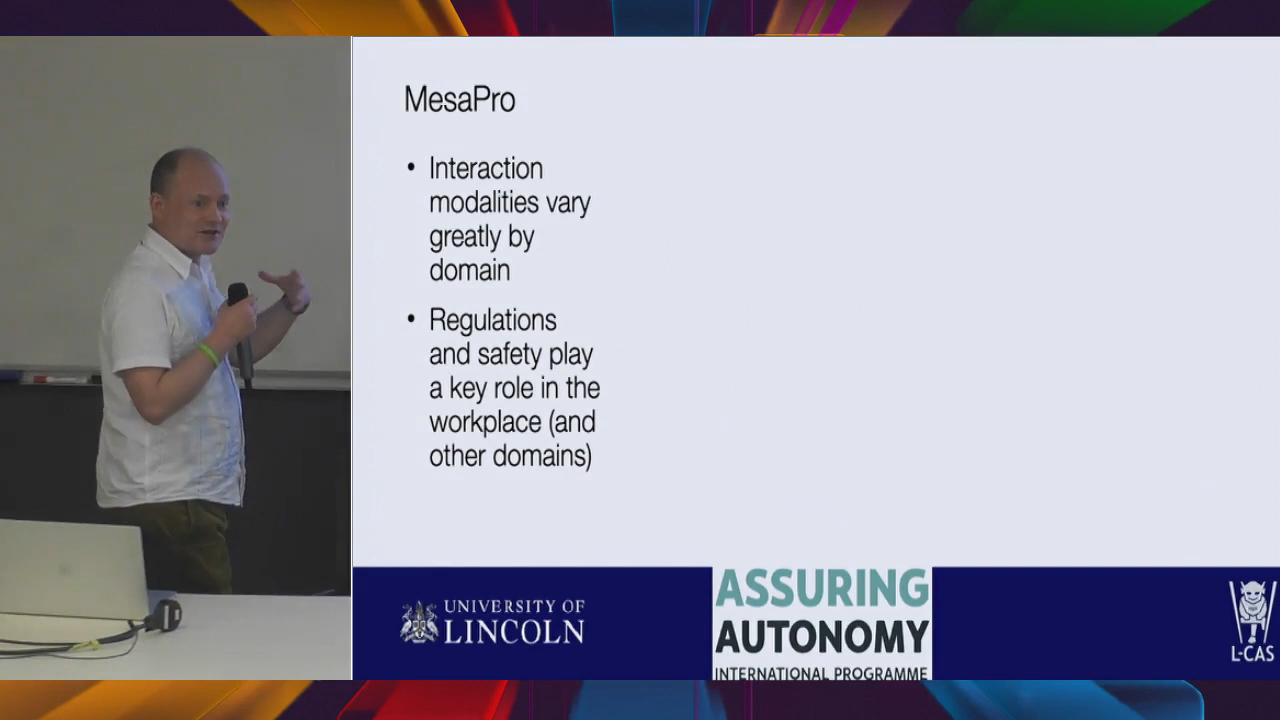 MesaPro
• Interaction
modalities vary
greatly by
domain
• Regulations
and safety play
a key role in the
workplace (and
other domains)
UNIVERSITY OF
LINCOLN
ASSURING
AUTONOMY
INTERNATIONAL PROGRAMME
L-CAS